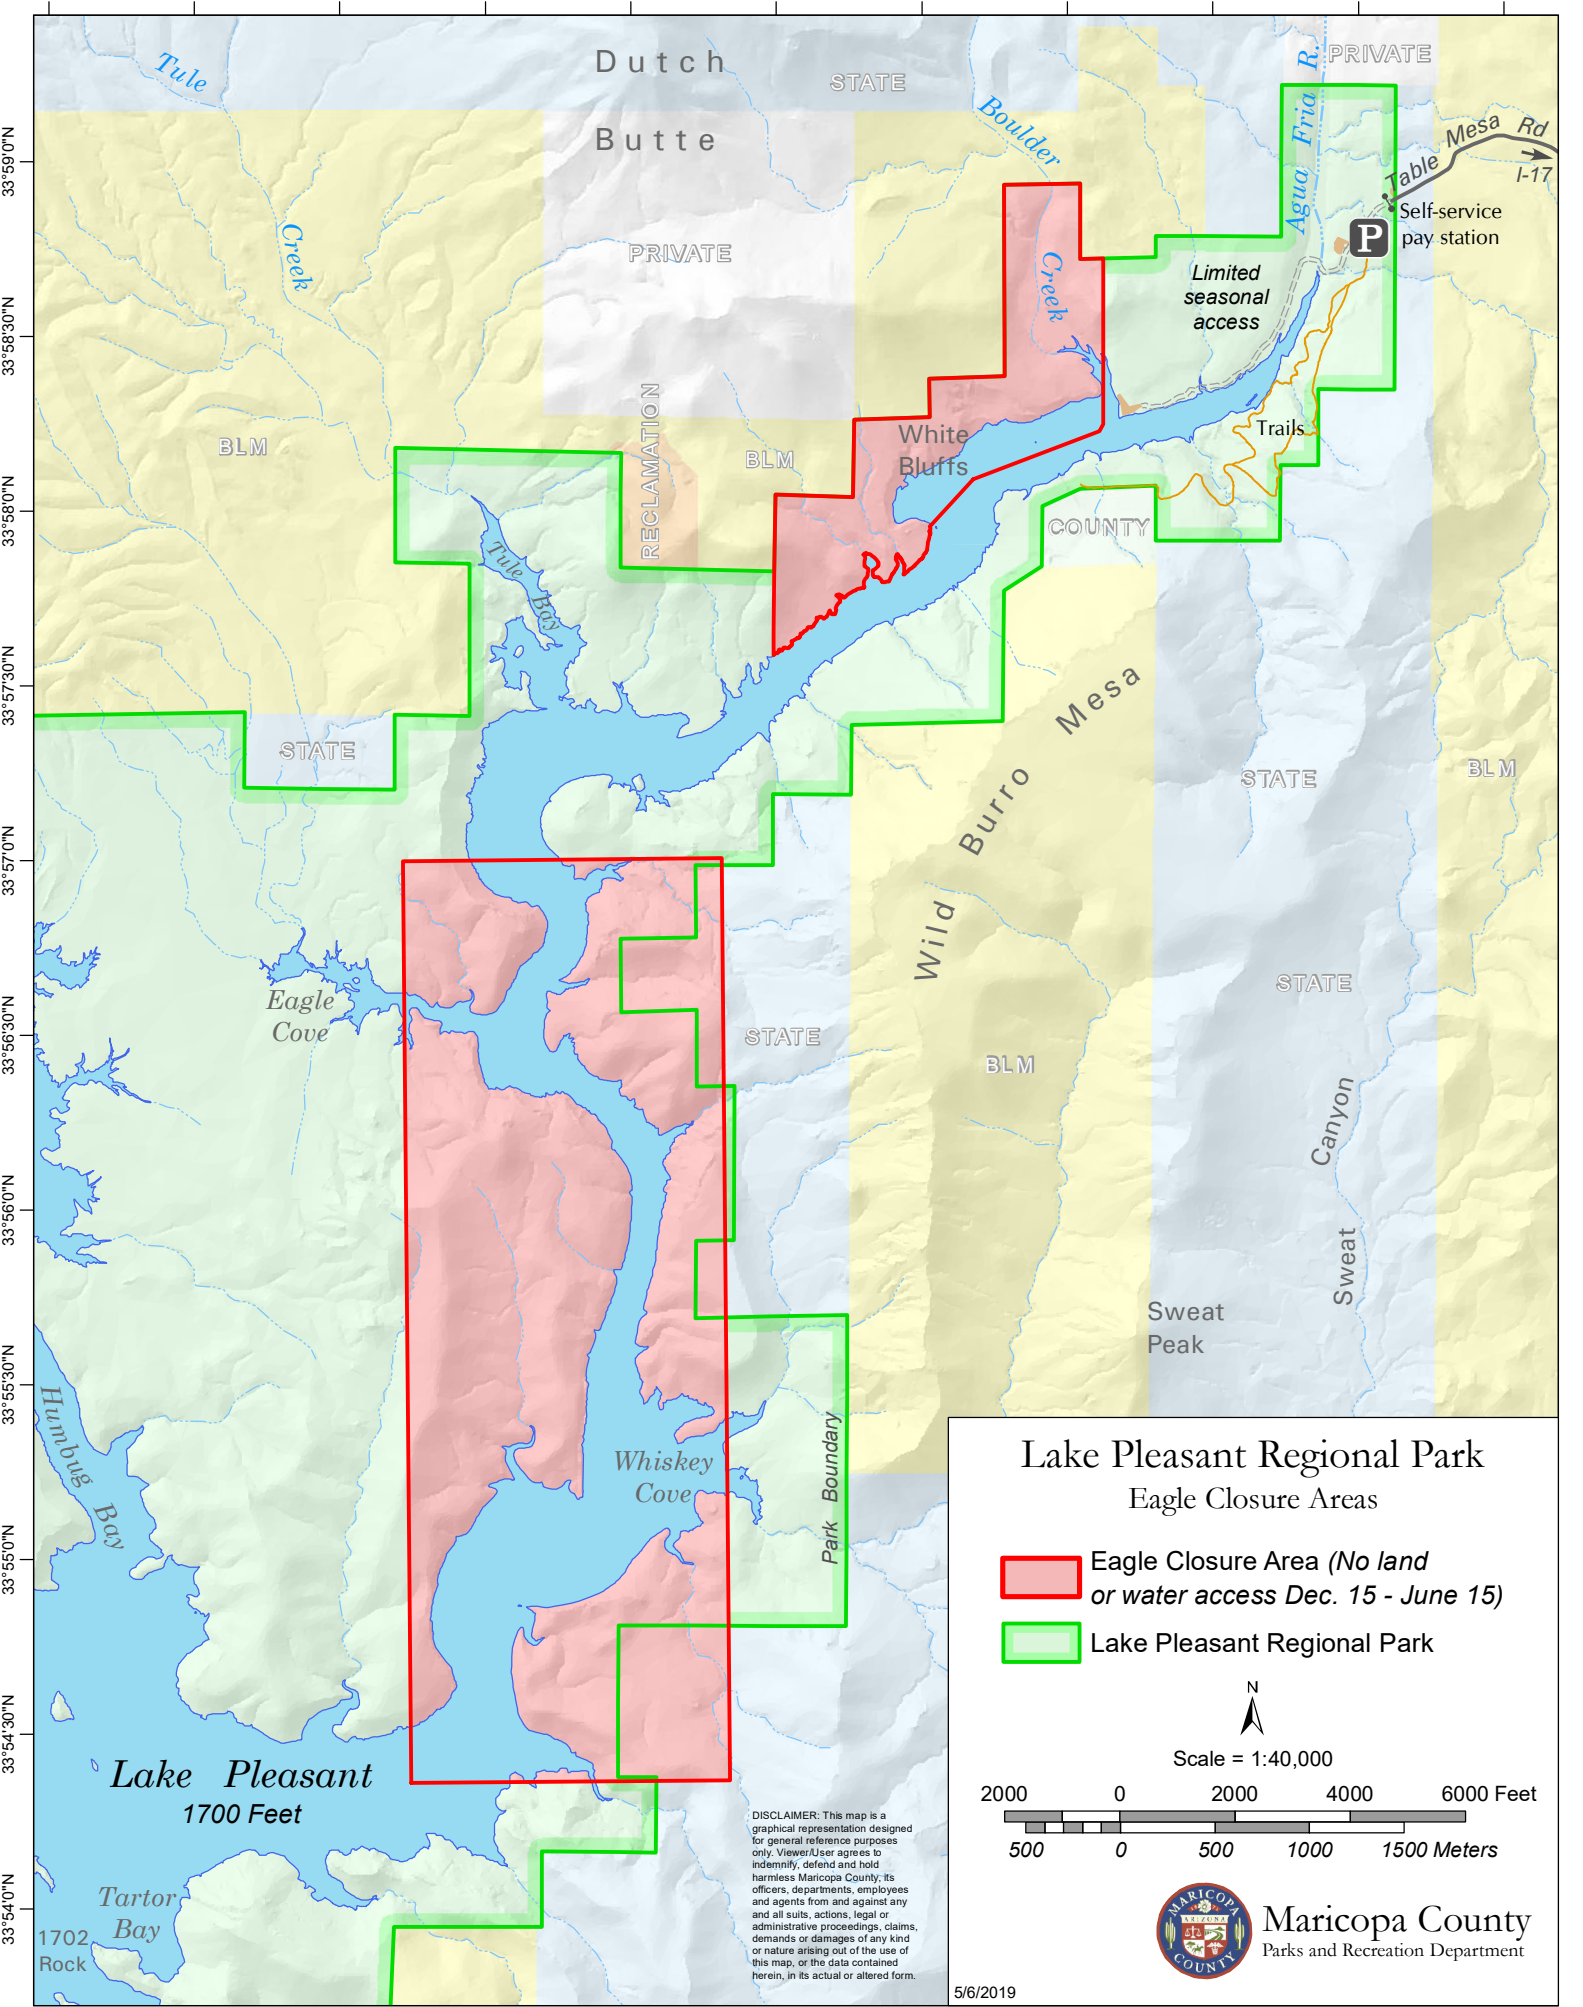 Tule
Dutch
STATE
Boulder
Agua Fria R.
PRIVATE
Butte
Table Mesa Rd
I-17
Self-service
pay station
P
33°59'0"N
Creek
PRIVATE
Creek
Limited
seasonal
access
33°58'30"N
RECLAMATION
BLM
BLM
White
Bluffs
Trails
33°58'0"N
COUNTY
Tule
Bay
33°57'30"N
Wild Burro Mesa
STATE
STATE
BLM
33°57'0"N
Eagle
Cove
STATE
STATE
33°56'30"N
BLM
Sweat Canyon
33°56'0"N
Sweat
Peak
33°55'30"N
Humbug Bay
Whiskey
Cove
Park Boundary
33°55'0"N
33°54'30"N
Lake Pleasant
1700 Feet
33°54'0"N
Tartor
Bay
1702
Rock
DISCLAIMER: This map is a
graphical representation designed
for general reference purposes
only. Viewer/User agrees to
indemnify, defend and hold
harmless Maricopa County, its
officers, departments, employees
and agents from and against any
and all suits, actions, legal or
administrative proceedings, claims,
demands or damages of any kind
or nature arising out of the use of
this map, or the data contained
herein, in its actual or altered form.
Lake Pleasant Regional Park
Eagle Closure Areas
Eagle Closure Area (No land
or water access Dec. 15 - June 15)
Lake Pleasant Regional Park
N
Scale = 1:40,000
2000 0 2000 4000 6000 Feet
500 0 500 1000 1500 Meters
MARICOPA
ARIZONA
COUNTY
Maricopa County
Parks and Recreation Department
5/6/2019